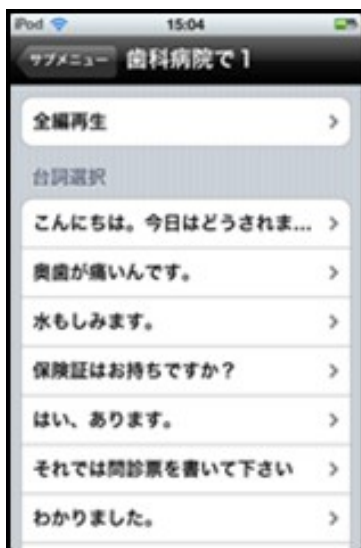 iPod 15:04
サブメニュー 歯科病院で1
全編再生
台詞選択
こんにちは。今日はどうされま...
奥歯が痛いんです。
水もしみます。
保険証はお持ちですか？
はい、あります。
それでは問診票を書いて下さい
わかりました。